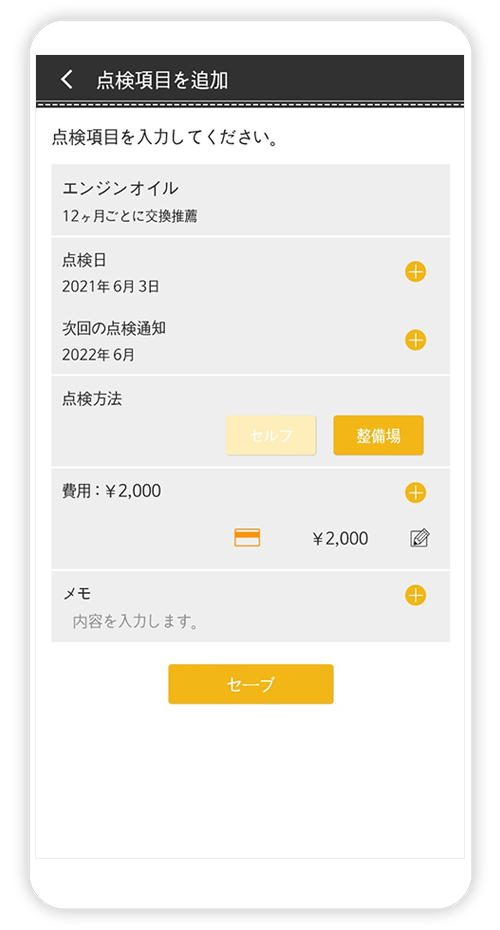 点検項目を追加
点検項目を入力してください。
エンジンオイル
12ヶ月ごとに交換推薦
点検日
2021年 6月 3日
次回の点検通知
2022年 6月
点検方法
セルフ 整備場
費用：￥2,000
￥2,000
メモ
内容を入力します。
セーブ